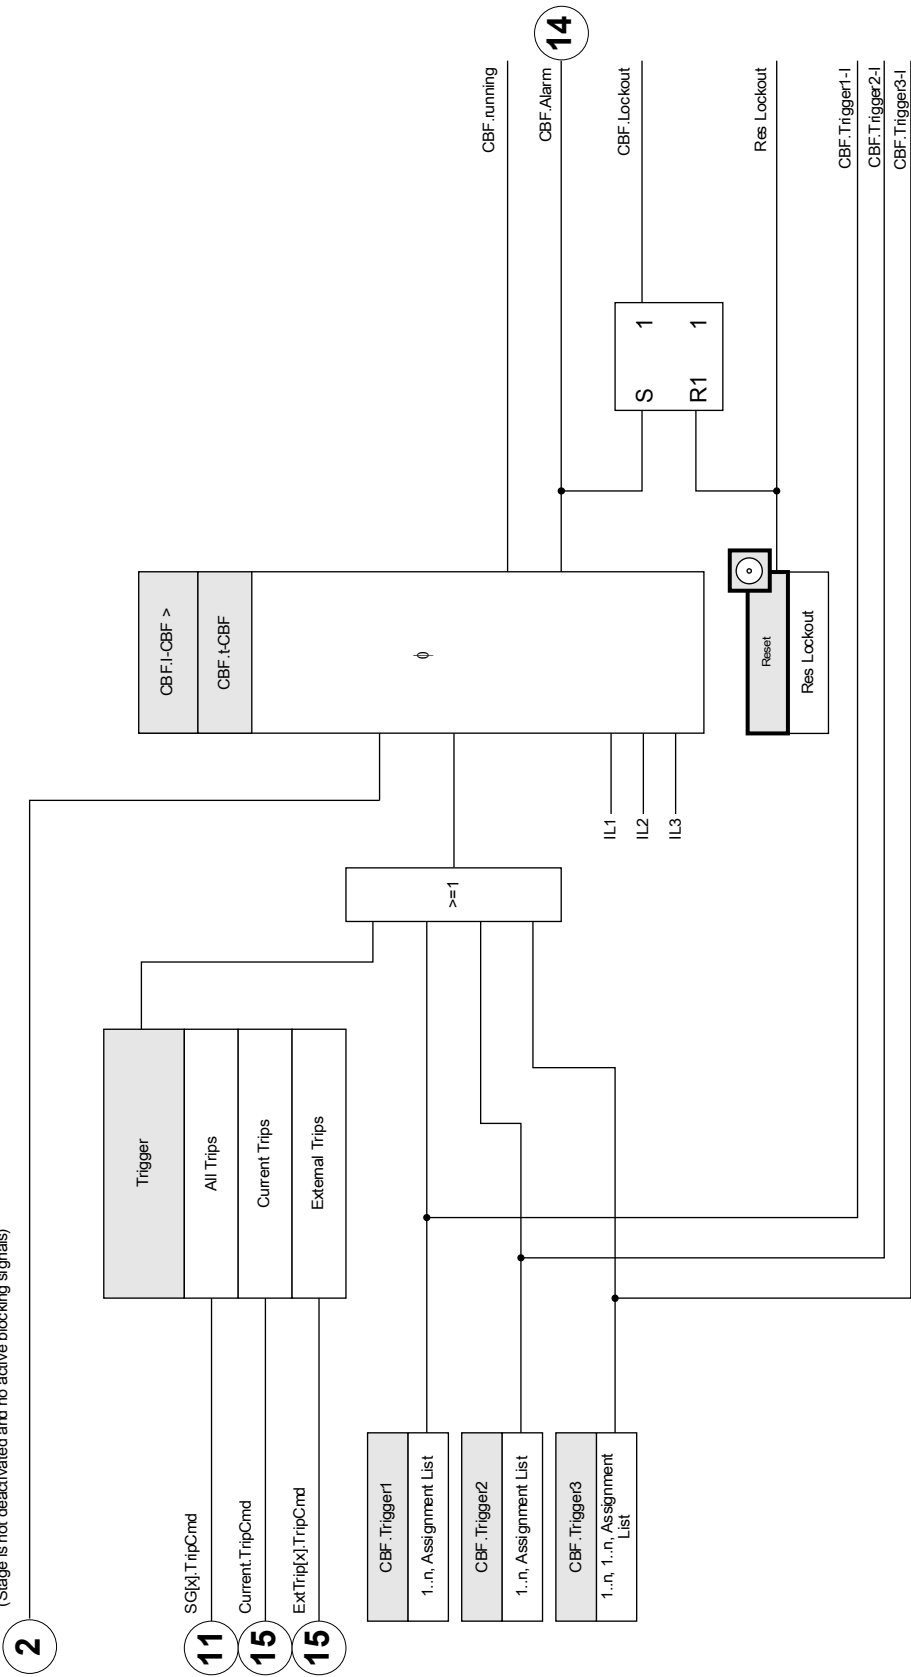 (Stage is not deactivated and no active blocking signals)
2
SG[x].TripCmd
11
Current.TripCmd
15
ExtTrip[x].TripCmd
15
Trigger
All Trips
Current Trips
External Trips
CBF.Trigger1
1..n, Assignment List
CBF.Trigger2
1..n, Assignment List
CBF.Trigger3
1..n, 1..n, Assignment
List
>=1
IL1
IL2
IL3
CBF.I-CBF >
CBF.t-CBF
ϕ
Reset
Res Lockout
S 1
R1 1
CBF.running
CBF.Alarm
14
CBF.Lockout
Res Lockout
CBF.Trigger1-I
CBF.Trigger2-I
CBF.Trigger3-I